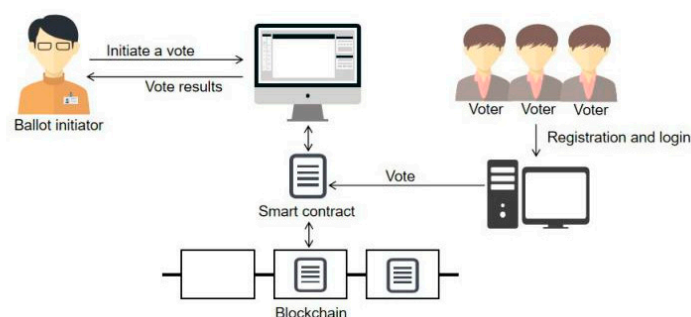 Initiate a vote
Vote results
Ballot initiator
Voter Voter Voter
Registration and login
Vote
Smart contract
Blockchain